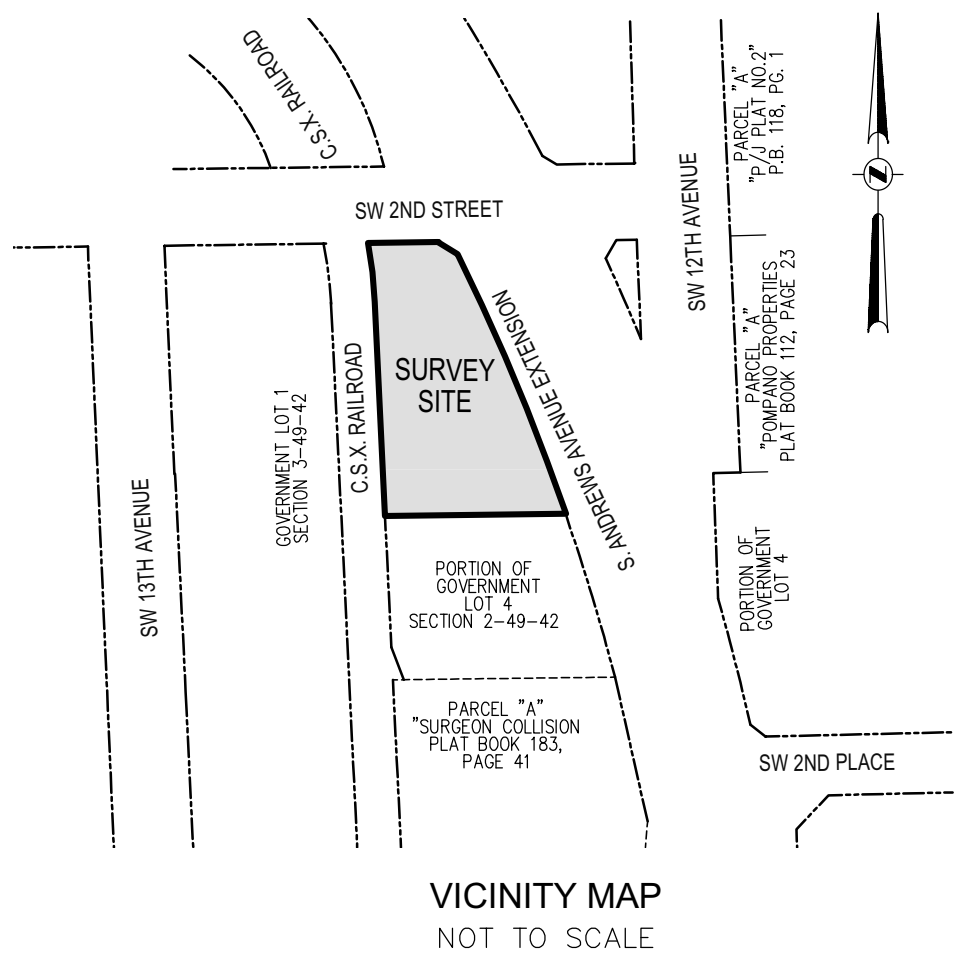 C.S.X. RAILROAD
PARCEL "A"
"P/J PLAT NO.2"
P.B. 118, PG. 1
N
SW 2ND STREET
SW 12TH AVENUE
PARCEL "A"
"POMPANO PROPERTIES
PLAT BOOK 112, PAGE 23
S. ANDREWS AVENUE EXTENSION
SURVEY
SITE
C.S.X. RAILROAD
GOVERNMENT LOT 1
SECTION 3-49-42
SW 13TH AVENUE
PORTION OF
GOVERNMENT
LOT 4
SECTION 2-49-42
PORTION OF
GOVERNMENT
LOT 4
PARCEL "A"
"SURGEON COLLISION
PLAT BOOK 183,
PAGE 41
SW 2ND PLACE
VICINITY MAP
NOT TO SCALE